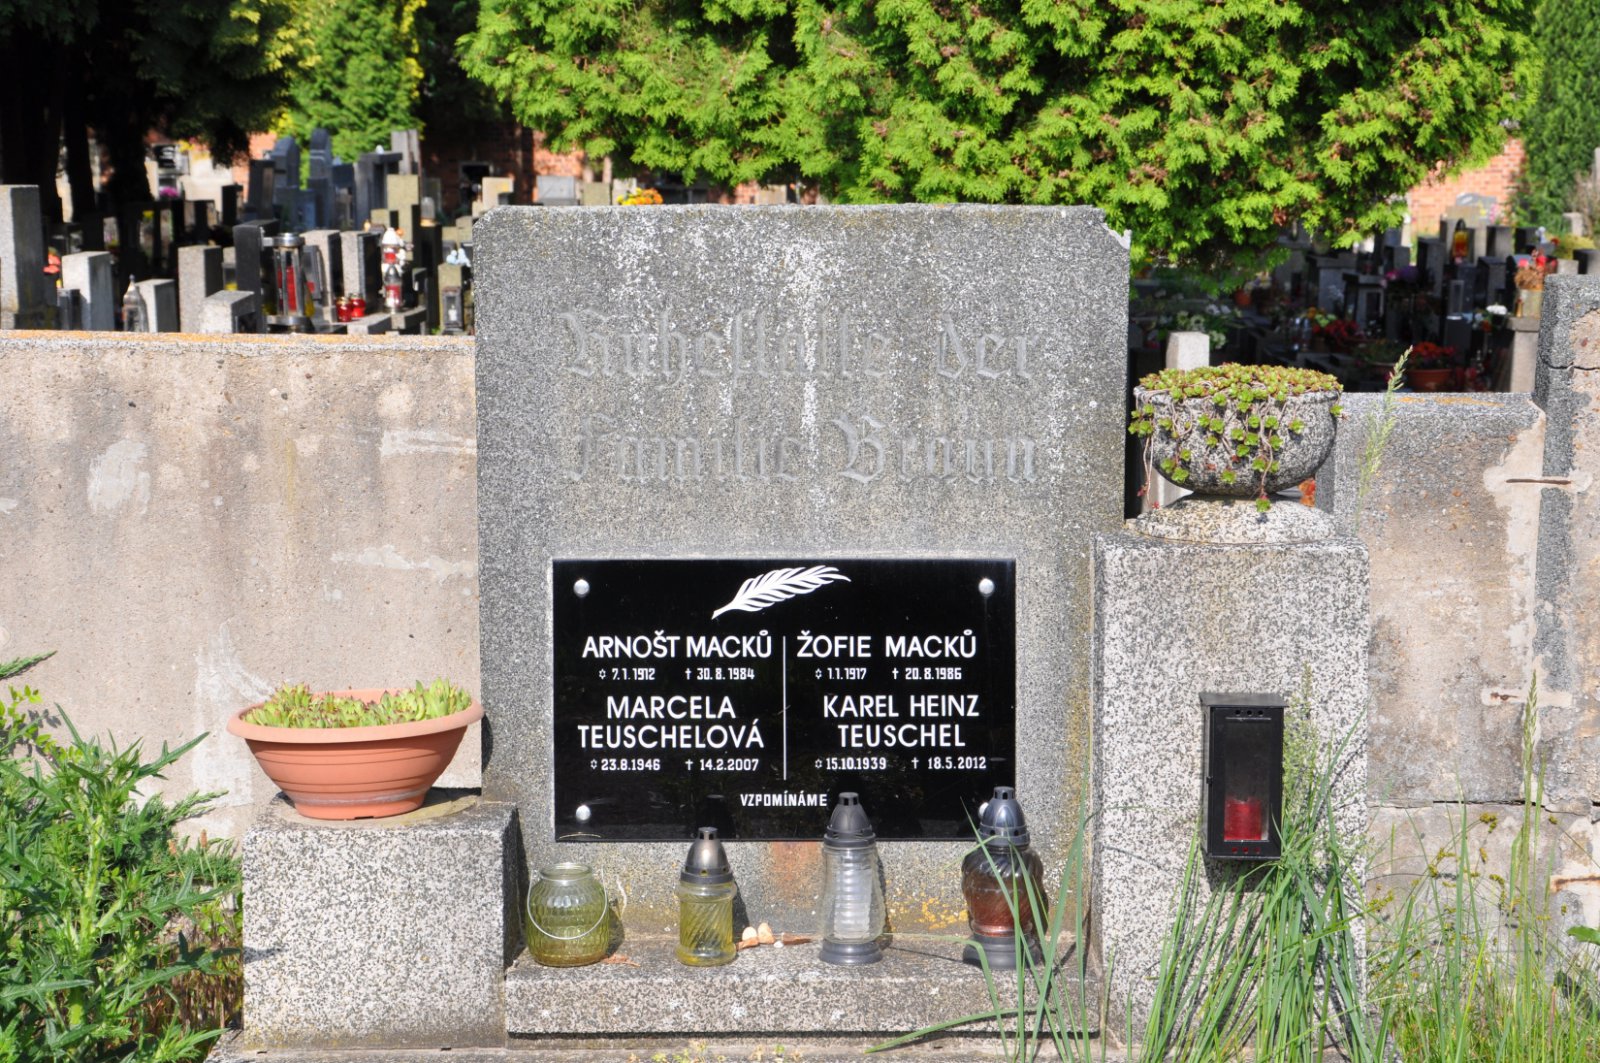 Ruhestatte der
Familie Braun
ARNOŠT MACKŮ
✡ 7.1.1912 ✝ 30.8.1984
MARCELA
TEUSCHELOVÁ
✡ 23.8.1946 ✝ 14.2.2007
ŽOFIE MACKŮ
✡ 1.1.1917 ✝ 20.8.1986
KAREL HEINZ
TEUSCHEL
✡ 15.10.1939 ✝ 18.5.2012
VZPOMÍNÁME